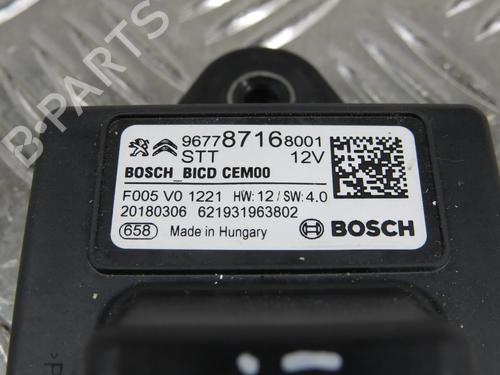 B-PARTS
96778716 8001
STT 12V
BOSCH_BICD CEM00
F005 V0 1221 HW: 12 / SW: 4.0
20180306 621931963802
658 Made in Hungary BOSCH